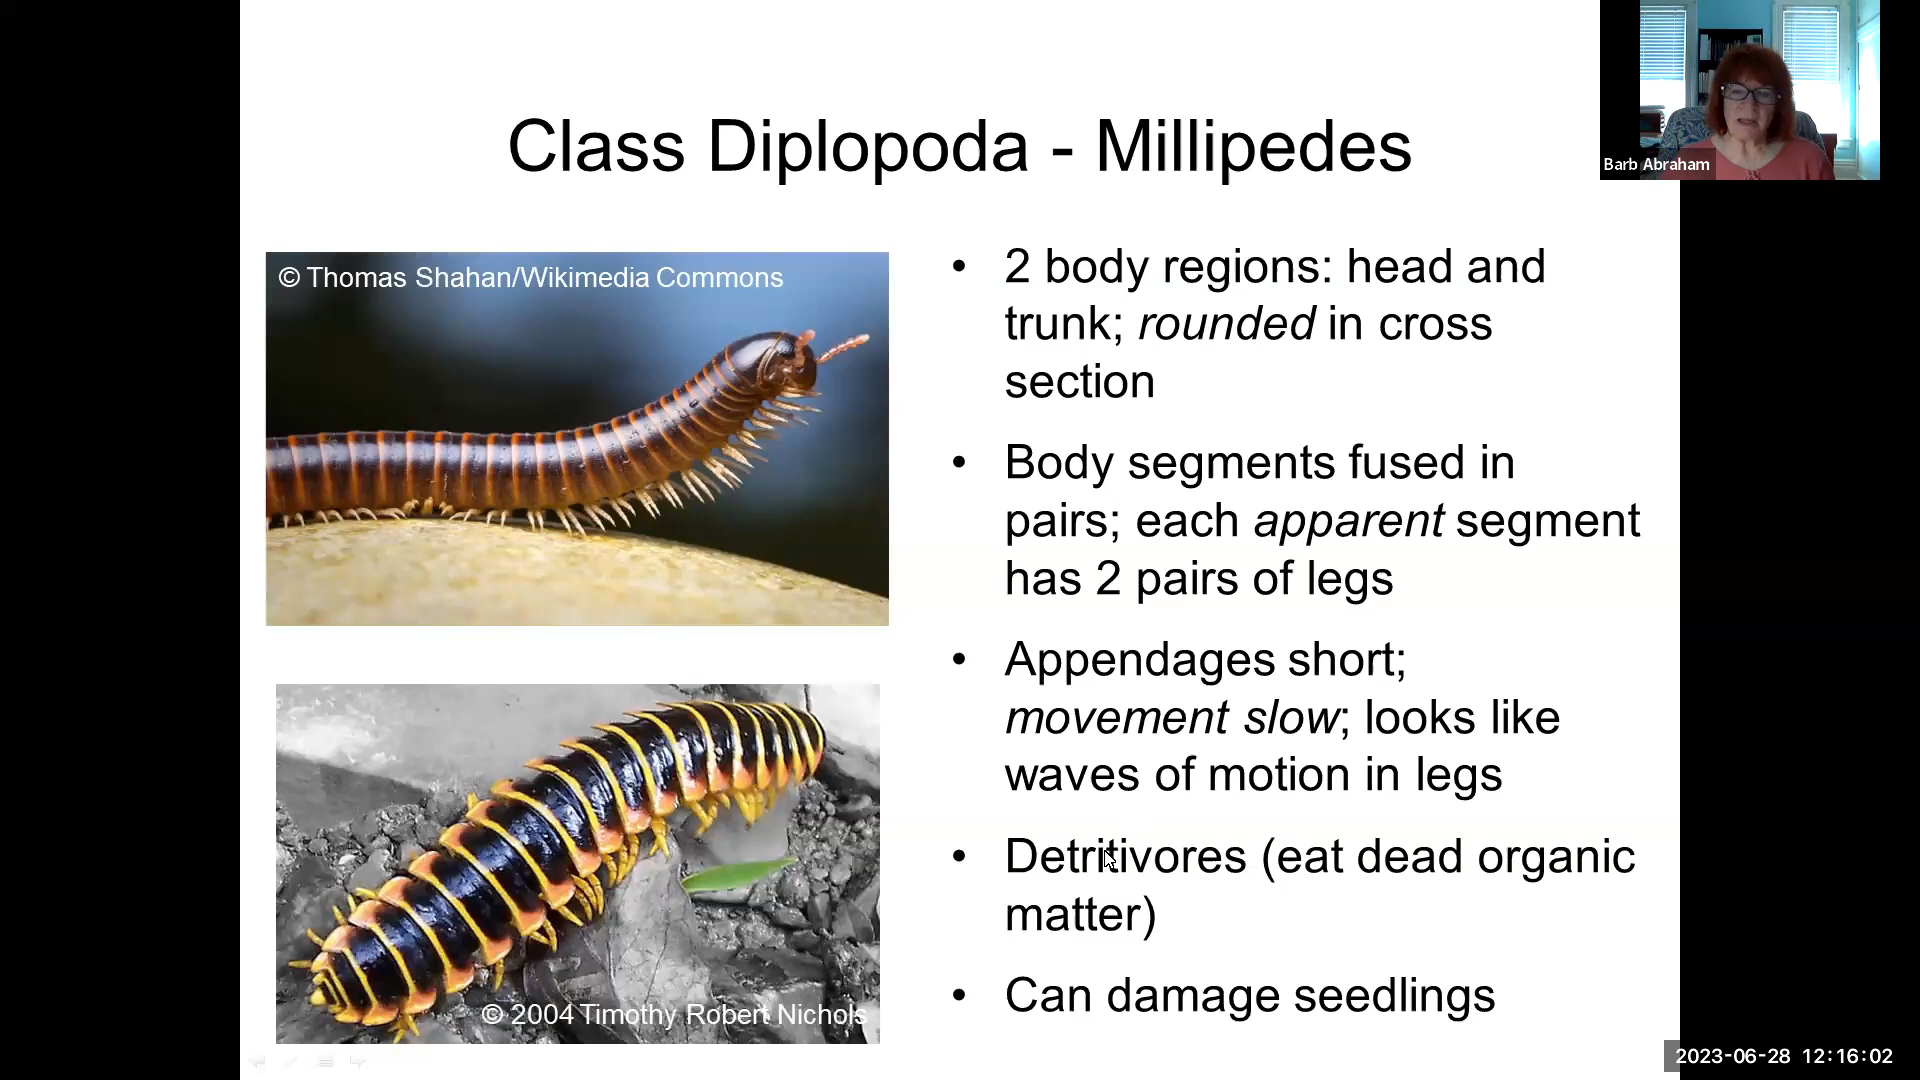 Class Diplopoda - Millipedes
Barb Abraham
© Thomas Shahan/Wikimedia Commons
© 2004 Timothy Robert Nichols
• 2 body regions: head and
trunk; rounded in cross
section
• Body segments fused in
pairs; each apparent segment
has 2 pairs of legs
• Appendages short;
movement slow; looks like
waves of motion in legs
• Detritivores (eat dead organic
matter)
• Can damage seedlings
2023-06-28 12:16:02